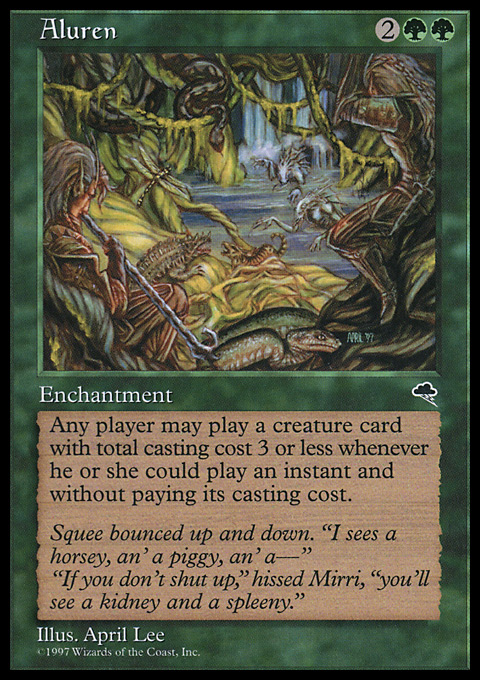 Aluren 2
APRIL '97
Enchantment
Any player may play a creature card
with total casting cost 3 or less whenever
he or she could play an instant and
without paying its casting cost.
Squee bounced up and down. “I sees a
horsey, an’ a piggy, an’ a—”
“If you don’t shut up,” hissed Mirri, “you’ll
see a kidney and a spleeny.”
Illus. April Lee
©1997 Wizards of the Coast, Inc.